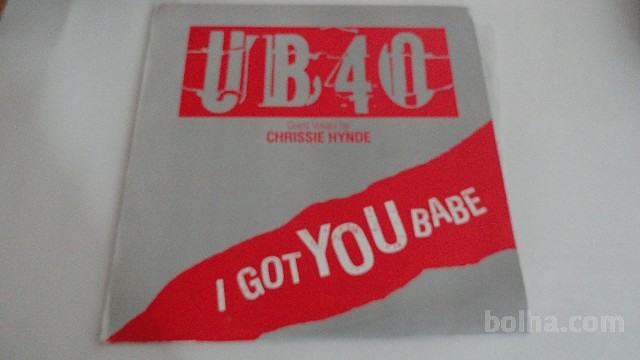 UB40
Guest Vocals by
CHRISSIE HYNDE
I GOT YOU BABE
bolha.com